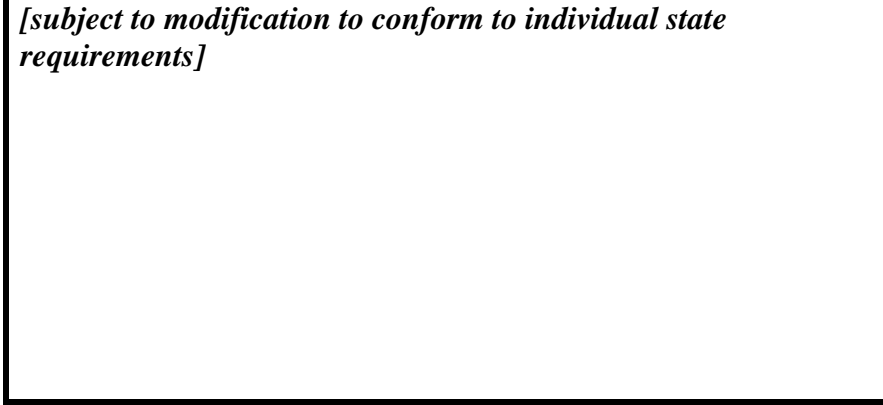 [subject to modification to conform to individual state
requirements]